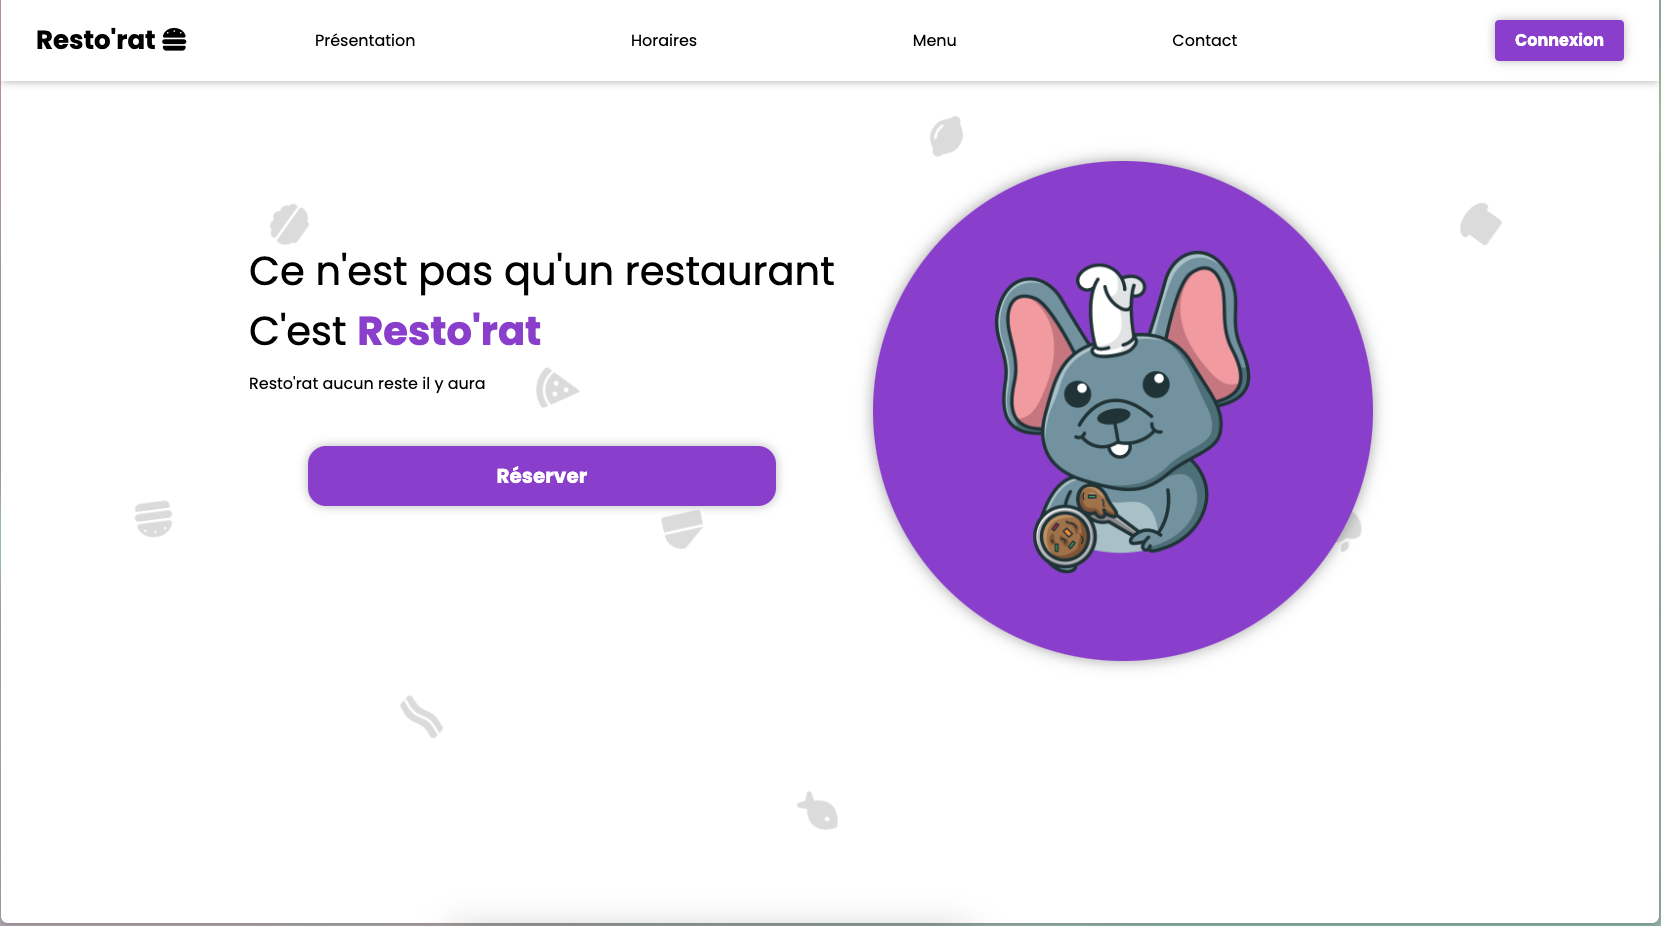 Resto'rat
Présentation
Horaires
Menu
Contact
Connexion
Ce n'est pas qu'un restaurant
C'est Resto'rat
Resto'rat aucun reste il y aura
Réserver